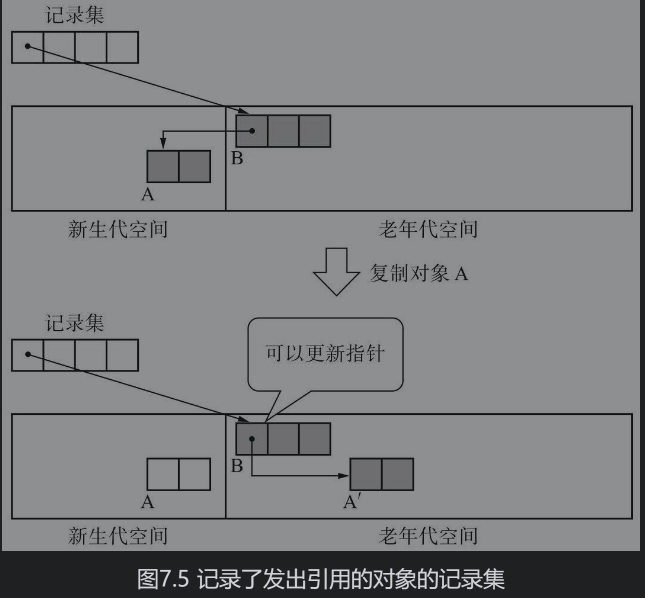 记录集
B
A
新生代空间 老年代空间
复制对象 A
记录集
可以更新指针
B
A A′
新生代空间 老年代空间
图7.5 记录了发出引用的对象的记录集